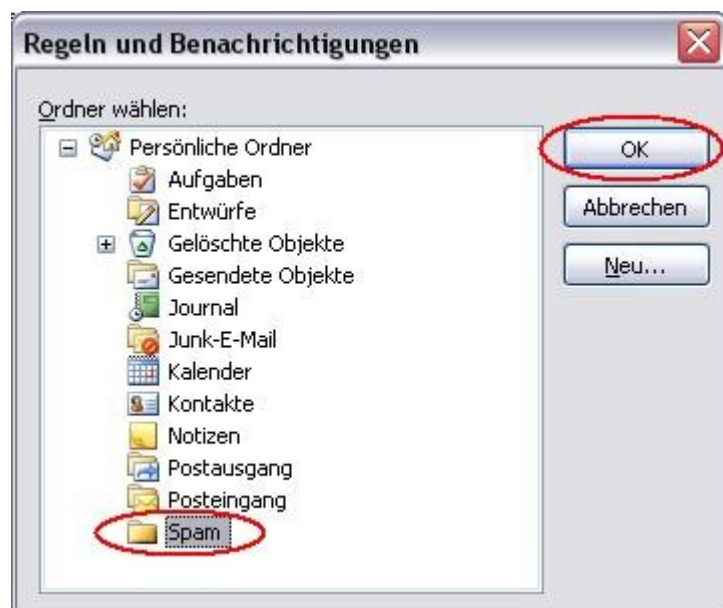 Regeln und Benachrichtigungen
Ordner wählen:
Persönliche Ordner
OK
Aufgaben
Entwürfe
Abbrechen
Gelöschte Objekte
Gesendete Objekte
Neu...
Journal
Junk-E-Mail
Kalender
Kontakte
Notizen
Postausgang
Posteingang
Spam